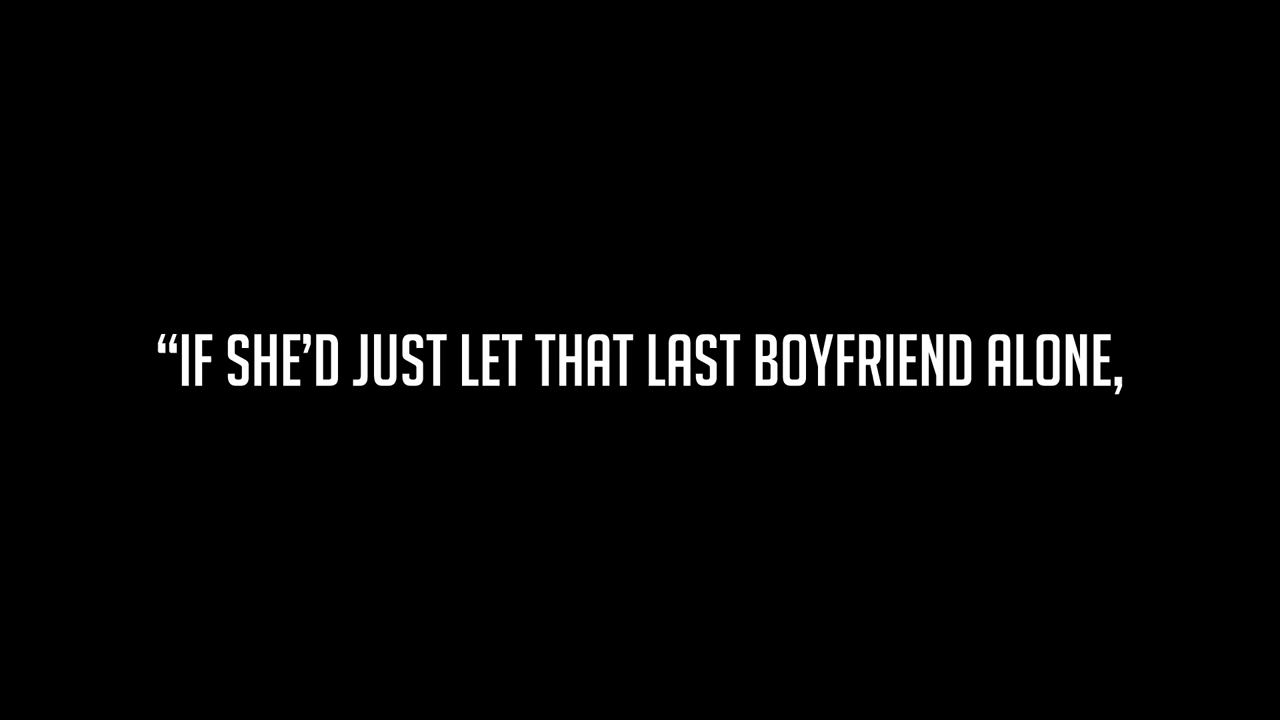 “IF SHE’D JUST LET THAT LAST BOYFRIEND ALONE,